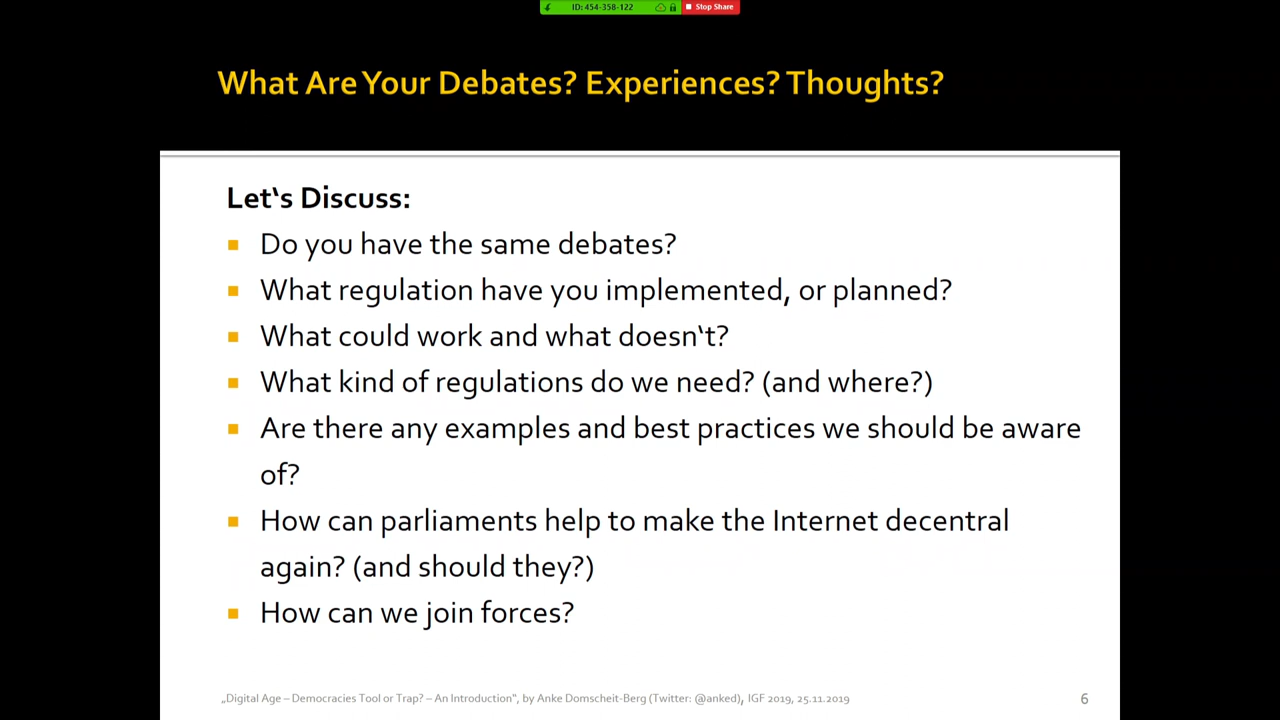 ID: 454-358-122
Stop Share
What Are Your Debates? Experiences? Thoughts?
Let‘s Discuss:
Do you have the same debates?
What regulation have you implemented, or planned?
What could work and what doesn‘t?
What kind of regulations do we need? (and where?)
Are there any examples and best practices we should be aware
of?
How can parliaments help to make the Internet decentral
again? (and should they?)
How can we join forces?
„Digital Age – Democracies Tool or Trap? – An Introduction“, by Anke Domscheit-Berg (Twitter: @anked), IGF 2019, 25.11.2019
6